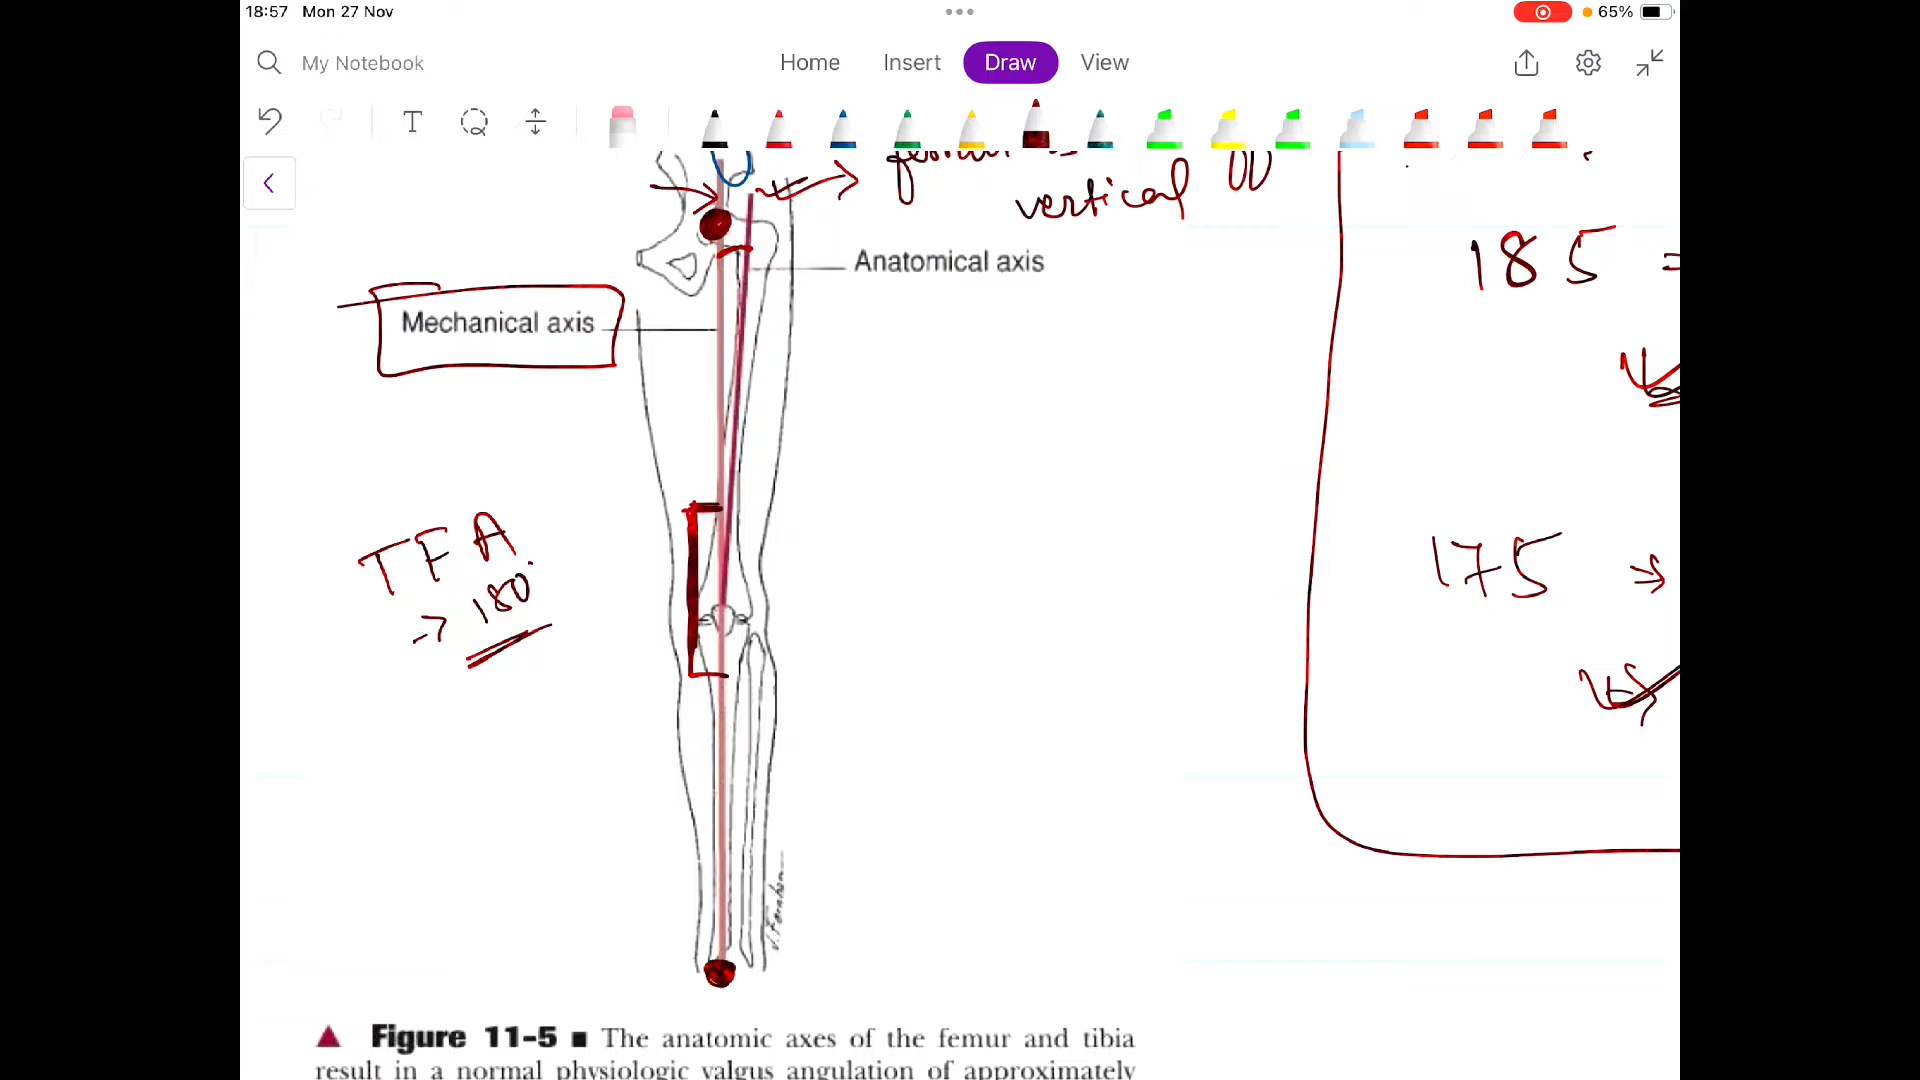 18:57 Mon 27 Nov
65%
My Notebook
Home Insert Draw View
T
vertical
Anatomical axis
185 =
Mechanical axis
TFA
→ 180°
175 →
Figure 11-5 ■ The anatomic axes of the femur and tibia
result in a normal physiologic valgus angulation of approximately